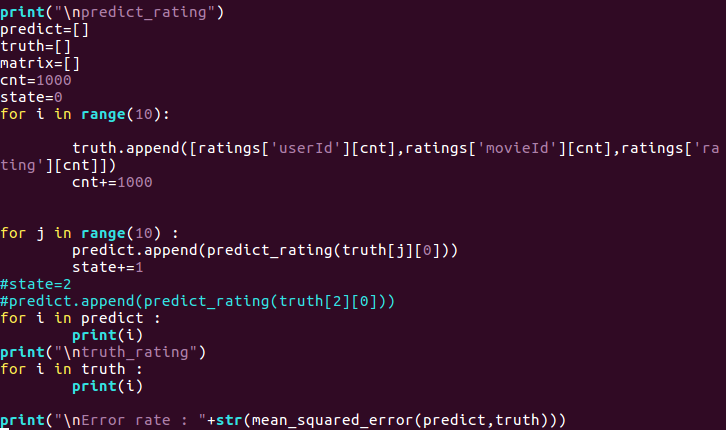 print("\npredict_rating")
predict=[]
truth=[]
matrix=[]
cnt=1000
state=0
for i in range(10):
        truth.append([ratings['userId'][cnt],ratings['movieId'][cnt],ratings['ra
ting'][cnt]])
        cnt+=1000
for j in range(10) :
        predict.append(predict_rating(truth[j][0]))
        state+=1
#state=2
#predict.append(predict_rating(truth[2][0]))
for i in predict :
        print(i)
print("\ntruth_rating")
for i in truth :
        print(i)
print("\nError rate : "+str(mean_squared_error(predict,truth)))